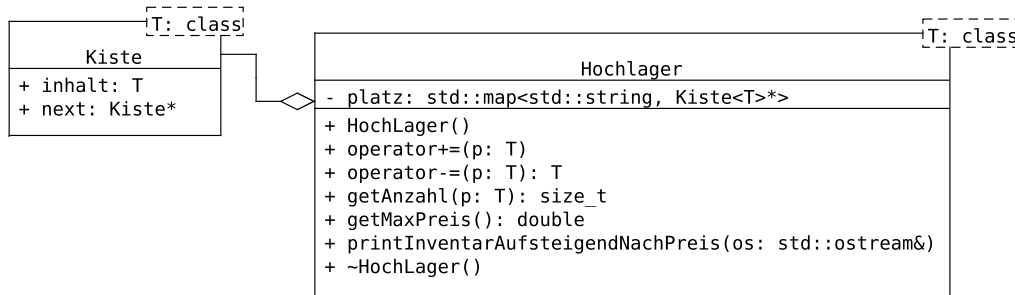 T: class
Kiste
+ inhalt: T
+ next: Kiste*
T: class
Hochlager
- platz: std::map<std::string, Kiste<T>*>
+ HochLager()
+ operator+=(p: T)
+ operator-=(p: T): T
+ getAnzahl(p: T): size_t
+ getMaxPreis(): double
+ printInventarAufsteigendNachPreis(os: std::ostream&)
+ ~HochLager()